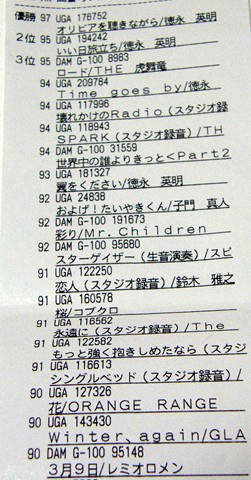 優勝 97 UGA 176752
オリビアを聴きながら/徳永 英明
2位 95 UGA 194242
いい日旅立ち/徳永 英明
3位 95 DAM G-100 8983
ロード/THE 虎舞竜
94 UGA 209784
Time goes by/徳永
94 UGA 117996
壊れかけのRadio(スタジオ録
94 UGA 118943
SPARK(スタジオ録音)/TH
94 DAM G-100 33559
世界中の誰よりきっと<Part2
93 UGA 181327
翼をください/徳永 英明
92 UGA 24838
およげ!たいやきくん/子門 真人
92 DAM G-100 191673
彩り/Mr.Children
92 DAM G-100 95680
スターゲイザー(生音演奏)/スピ
91 UGA 122250
恋人(スタジオ録音)/鈴木 雅之
91 UGA 160578
桜/コブクロ
91 UGA 116562
永遠に(スタジオ録音)/The
91 UGA 122582
もっと強く抱きしめたなら(スタジ
91 UGA 116613
シングルベッド(スタジオ録音)/
90 UGA 127326
花/ORANGE RANGE
90 UGA 143430
Winter,again/GLA
90 DAM G-100 95148
3月9日/レミオロメン